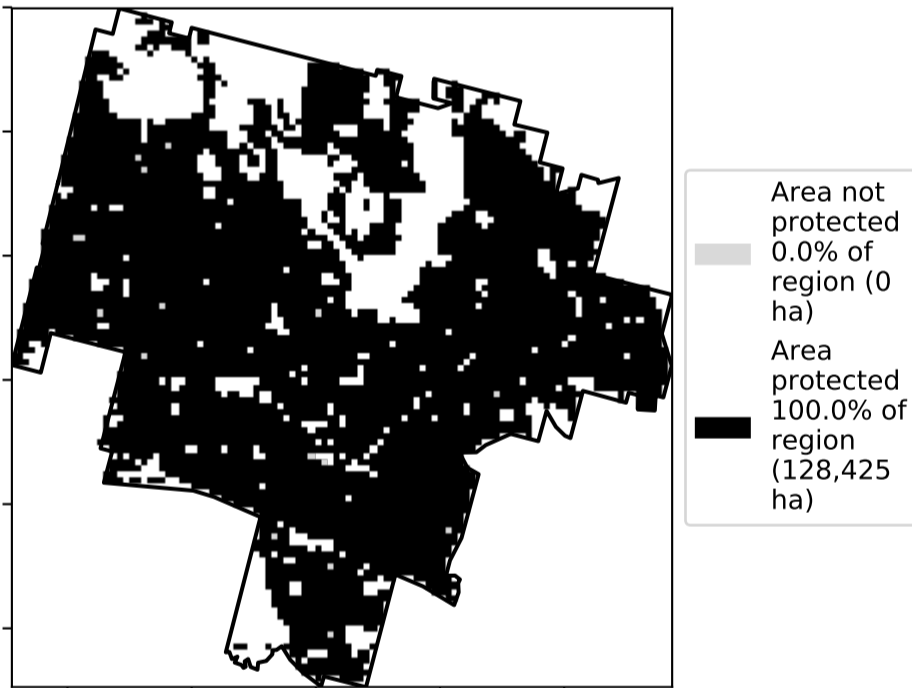 Area not
protected
0.0% of
region (0
ha)
Area
protected
100.0% of
region
(128,425
ha)